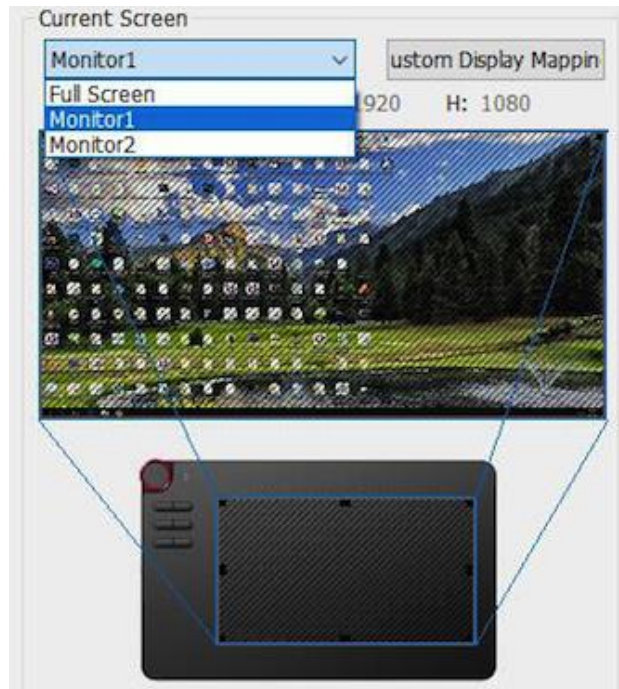 Current Screen
Monitor1
ustom Display Mappin
Full Screen
1920 H: 1080
Monitor1
Monitor2